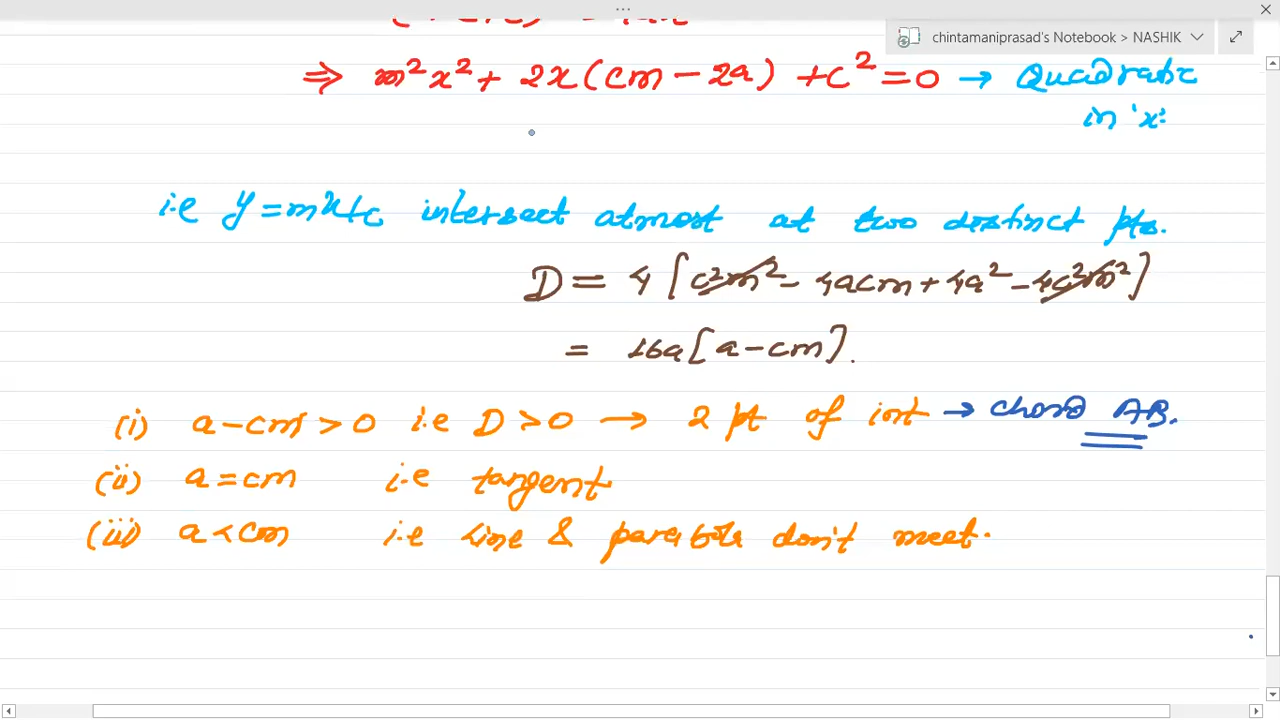 chintamaniprasad's Notebook > NASHIK
⇒ m²x² + 2x(cm - 2a) + c² = 0 → Quadratic
in 'x'
i.e y = mx+c intersect atmost at two distinct pts.
D = 4[c²m² - 4acm + 4a² - 4c²m²]
= 16a[a - cm].
(i) a - cm > 0 i.e D > 0 → 2 pt of int → chord AB.
(ii) a = cm i.e tangent
(iii) a < cm i.e line & parabola don't meet.